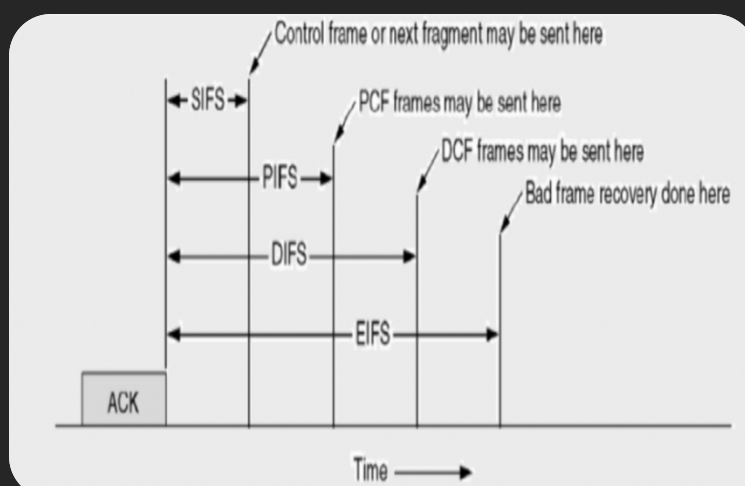 Control frame or next fragment may be sent here
SIFS
PCF frames may be sent here
PIFS
DCF frames may be sent here
Bad frame recovery done here
DIFS
EIFS
ACK
Time